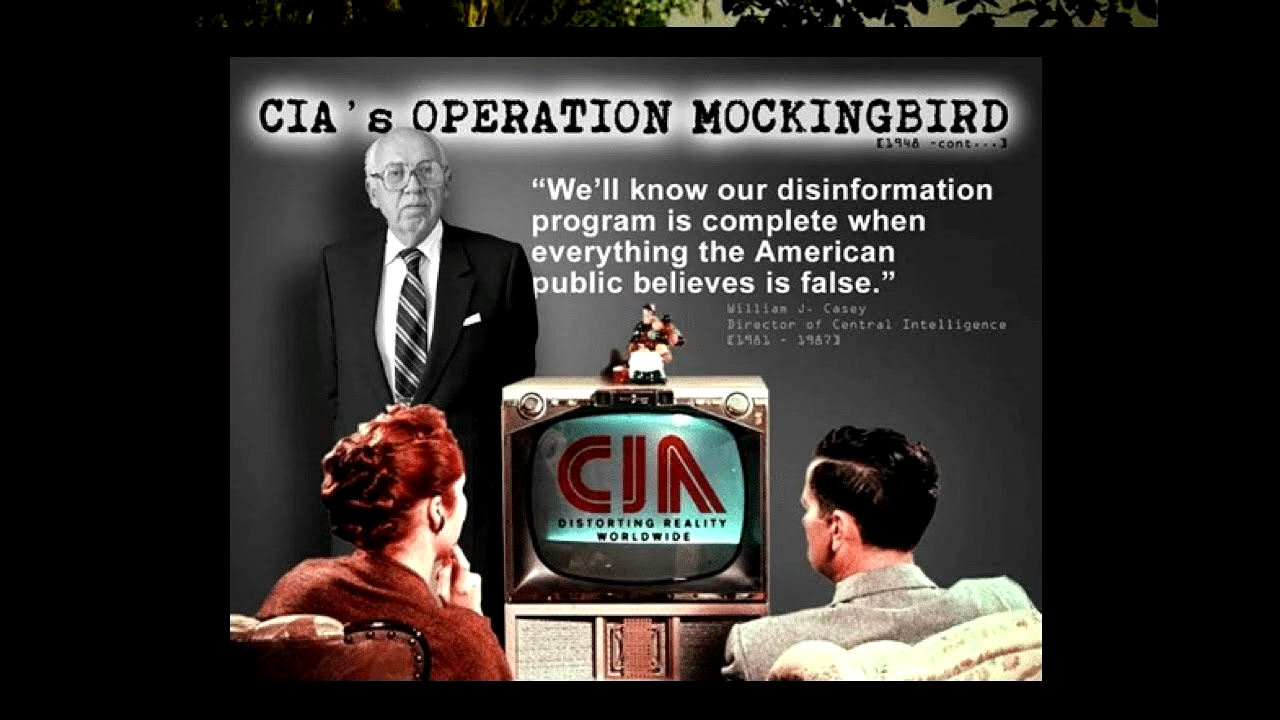 CIA's OPERATION MOCKINGBIRD
[1948 -cont...]
“We’ll know our disinformation
program is complete when
everything the American
public believes is false.”
William J. Casey
Director of Central Intelligence
[1981 - 1987]
CIA
DISTORTING REALITY
WORLDWIDE